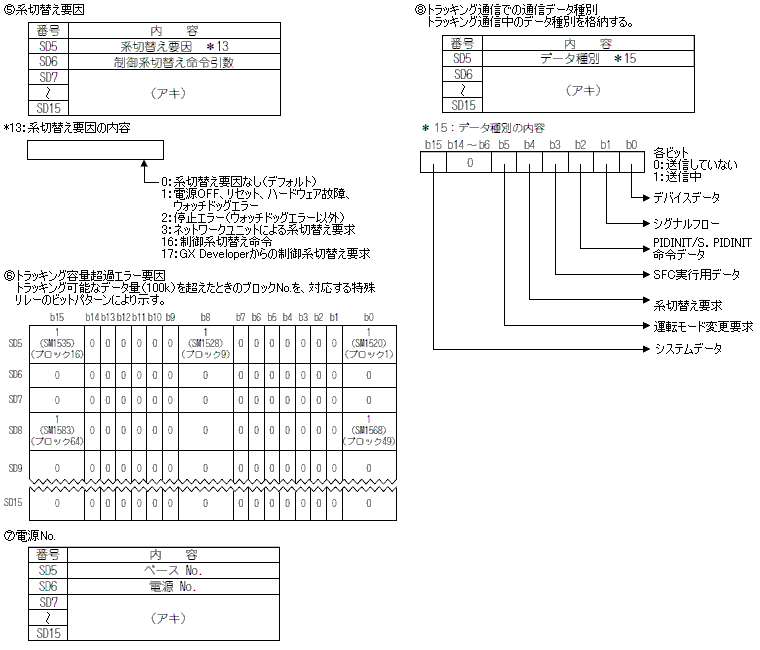 ⑤系切替え要因
番号 内　容
SD5 系切替え要因 ＊13
SD6 制御系切替え命令引数
SD7
～ （アキ）
SD15
*13:系切替え要因の内容
0:系切替え要因なし(デフォルト)
1:電源OFF、リセット、ハードウェア故障、
ウォッチドッグエラー
2:停止エラー(ウォッチドッグエラー以外)
3:ネットワークユニットによる系切替え要求
16:制御系切替え命令
17:GX Developerからの制御系切替え要求
⑥トラッキング容量超過エラー要因
トラッキング可能なデータ量(100k)を超えたときのブロックNo.を、対応する特殊
リレーのビットパターンにより示す。
b15 b14 b13 b12 b11 b10 b9 b8 b7 b6 b5 b4 b3 b2 b1 b0
SD5 1 (SM1535) (ブロック16) 0 0 0 0 0 0 1 (SM1528) (ブロック9) 0 0 0 0 0 0 0 1 (SM1520) (ブロック1)
SD6 0 0 0 0 0 0 0 0 0 0 0 0 0 0 0 0
SD7 0 0 0 0 0 0 0 0 0 0 0 0 0 0 0 0
SD8 1 (SM1583) (ブロック64) 0 0 0 0 0 0 0 0 0 0 0 0 0 0 1 (SM1568) (ブロック49)
SD9 0 0 0 0 0 0 0 0 0 0 0 0 0 0 0 0
SD15 0 0 0 0 0 0 0 0 0 0 0 0 0 0 0 0
⑦電源No.
番号 内　容
SD5 ベース No.
SD6 電源 No.
SD7
～ （アキ）
SD15
⑧トラッキング通信での通信データ種別
トラッキング通信中のデータ種別を格納する。
番号 内　容
SD5 データ種別 ＊15
SD6
～ （アキ）
SD15
＊ 15：データ種別の内容
b15 b14～b6 b5 b4 b3 b2 b1 b0
0
各ビット
0:送信していない
1:送信中
デバイスデータ
シグナルフロー
PIDINIT/S. PIDINIT
命令データ
SFC実行用データ
系切替え要求
運転モード変更要求
システムデータ